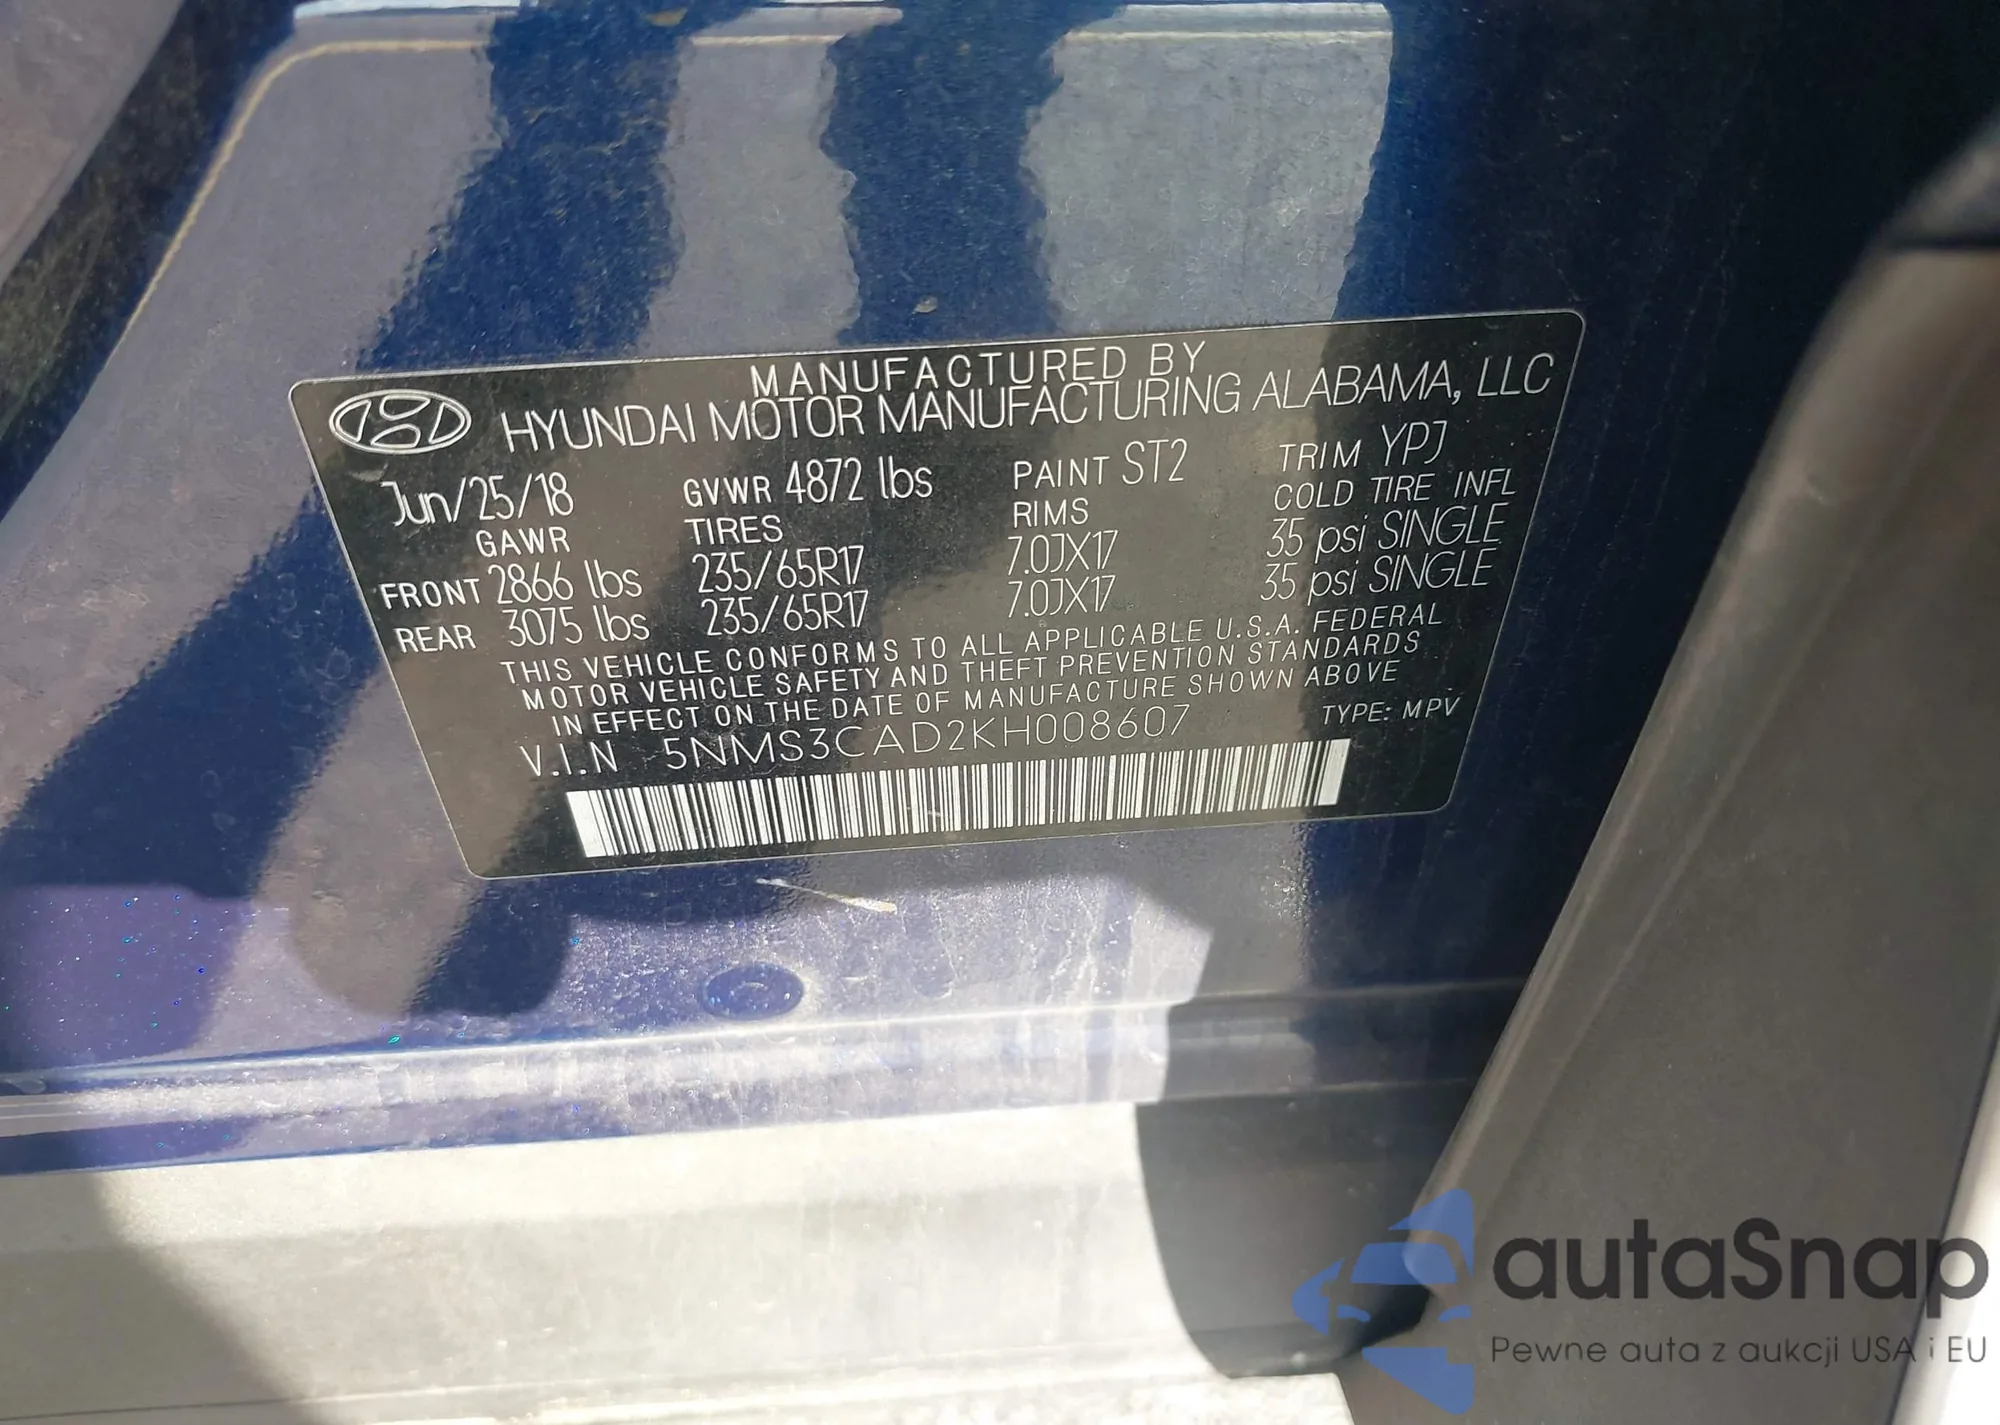 MANUFACTURED BY
HYUNDAI MOTOR MANUFACTURING ALABAMA, LLC
Jun/25/18 GVWR 4872 lbs PAINT ST2 TRIM YPJ
GAWR TIRES RIMS COLD TIRE INFL
FRONT 2866 lbs 235/65R17 7.0JX17 35 psi SINGLE
REAR 3075 lbs 235/65R17 7.0JX17 35 psi SINGLE
THIS VEHICLE CONFORMS TO ALL APPLICABLE U.S.A. FEDERAL
MOTOR VEHICLE SAFETY AND THEFT PREVENTION STANDARDS
IN EFFECT ON THE DATE OF MANUFACTURE SHOWN ABOVE
V.I.N 5NMS3CAD2KH008607 TYPE: MPV
autaSnap
Pewne auta z aukcji USA i EU